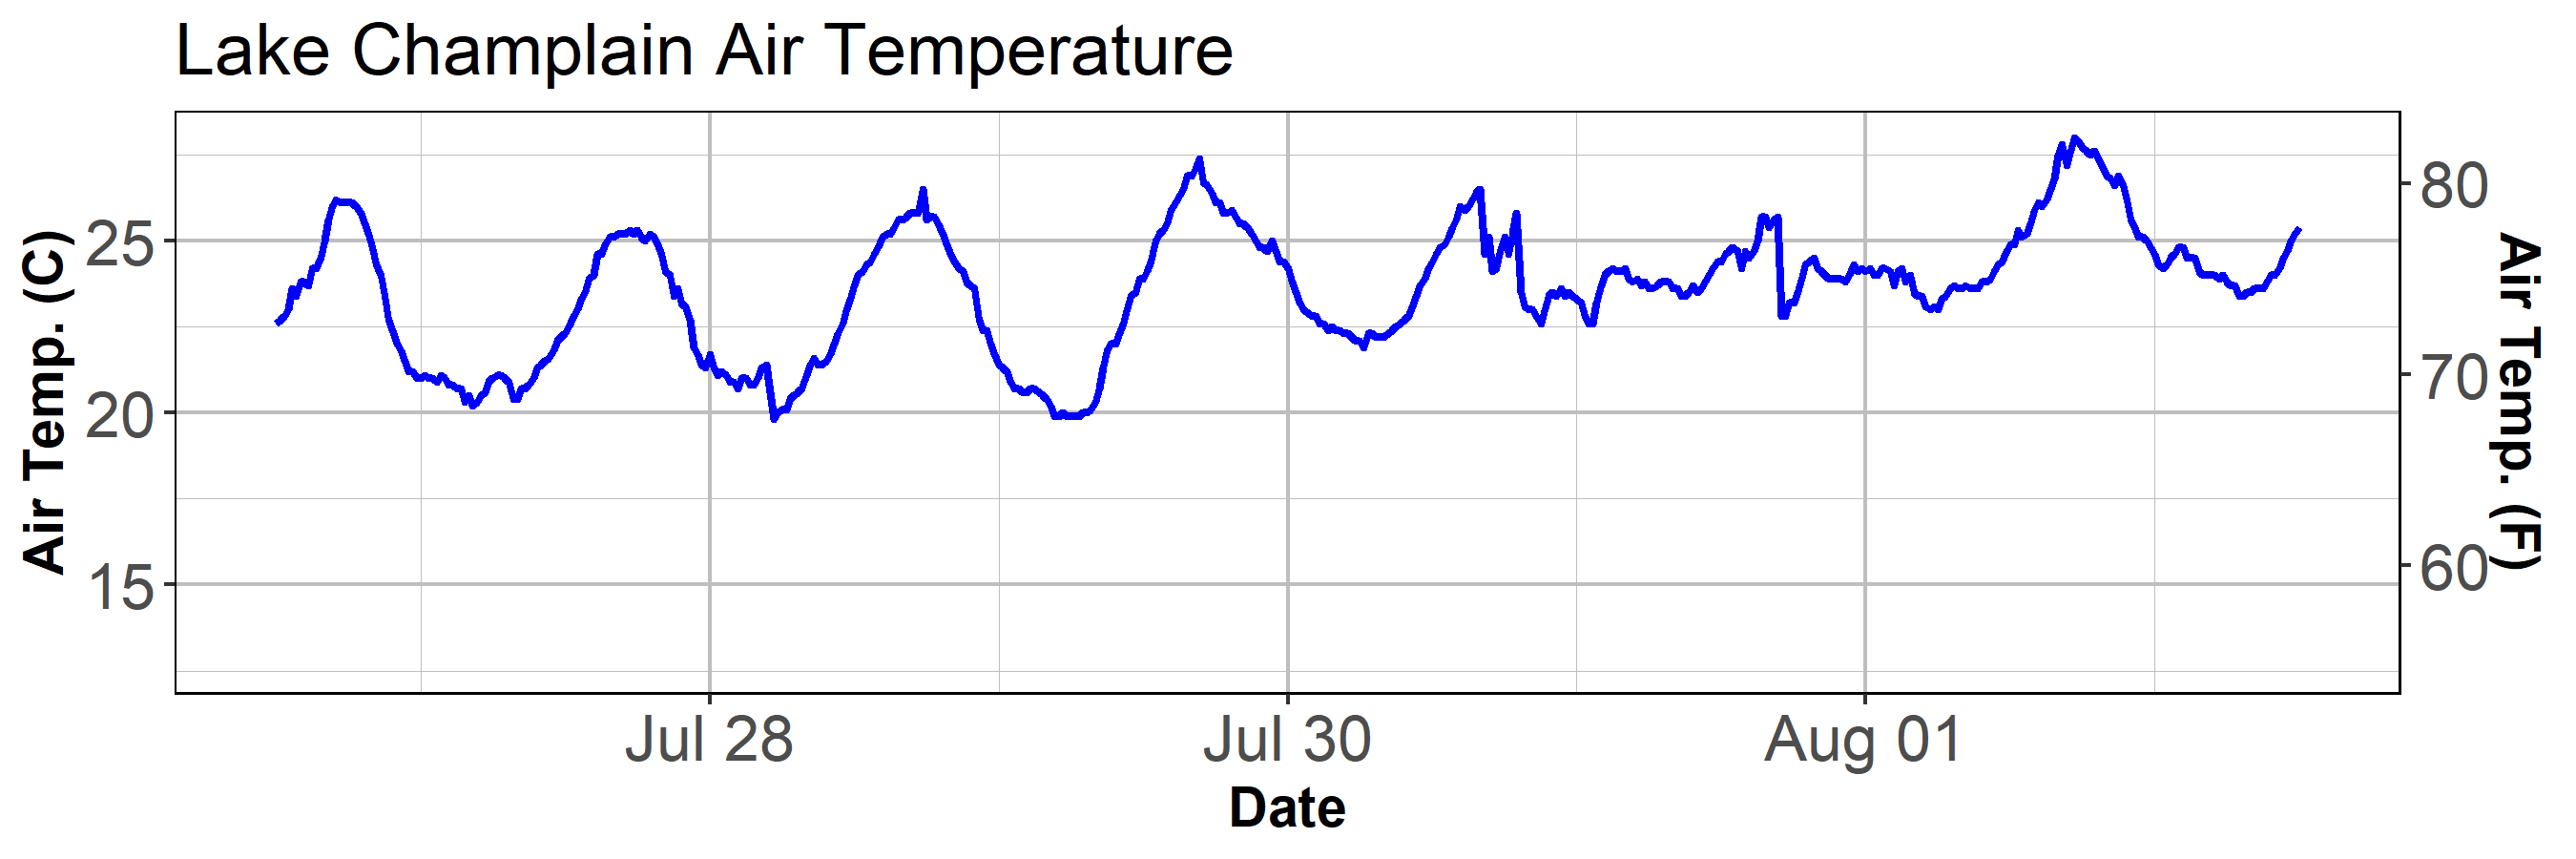 Lake Champlain Air Temperature
Air Temp. (C)
25
20
15
80
70
60
Air Temp. (F)
Jul 28
Jul 30
Aug 01
Date